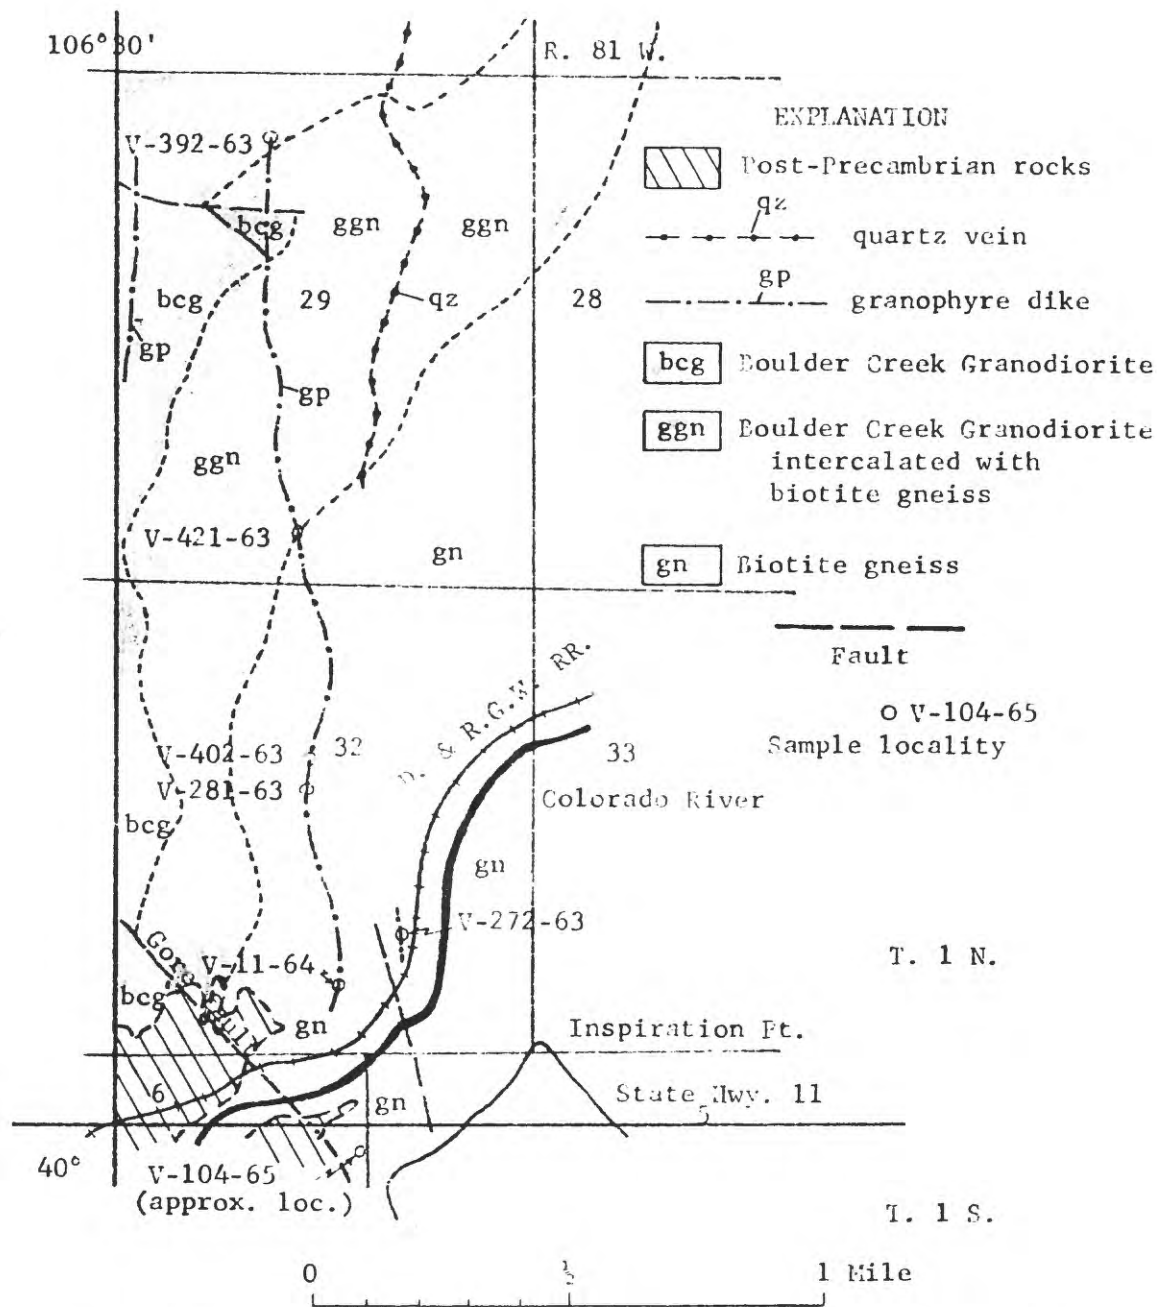 106°30'
R. 81 W.
EXPLANATION
V-392-63
Post-Precambrian rocks
qz
bcg
ggn
ggn
quartz vein
bcg
29
qz
28
gp
granophyre dike
gp
gp
bcg
Boulder Creek Granodiorite
ggn
ggn
Boulder Creek Granodiorite
intercalated with
biotite gneiss
V-421-63
gn
gn
Biotite gneiss
Fault
D. & R.G.W. RR.
V-104-65
Sample locality
V-402-63
32
33
V-281-63
Colorado River
bcg
gn
V-272-63
Gore Fault
V-11-64
T. 1 N.
bcg
gn
Inspiration Pt.
6
gn
State Hwy. 11
5
40°
V-104-65
(approx. loc.)
T. 1 S.
0
½
1 Mile